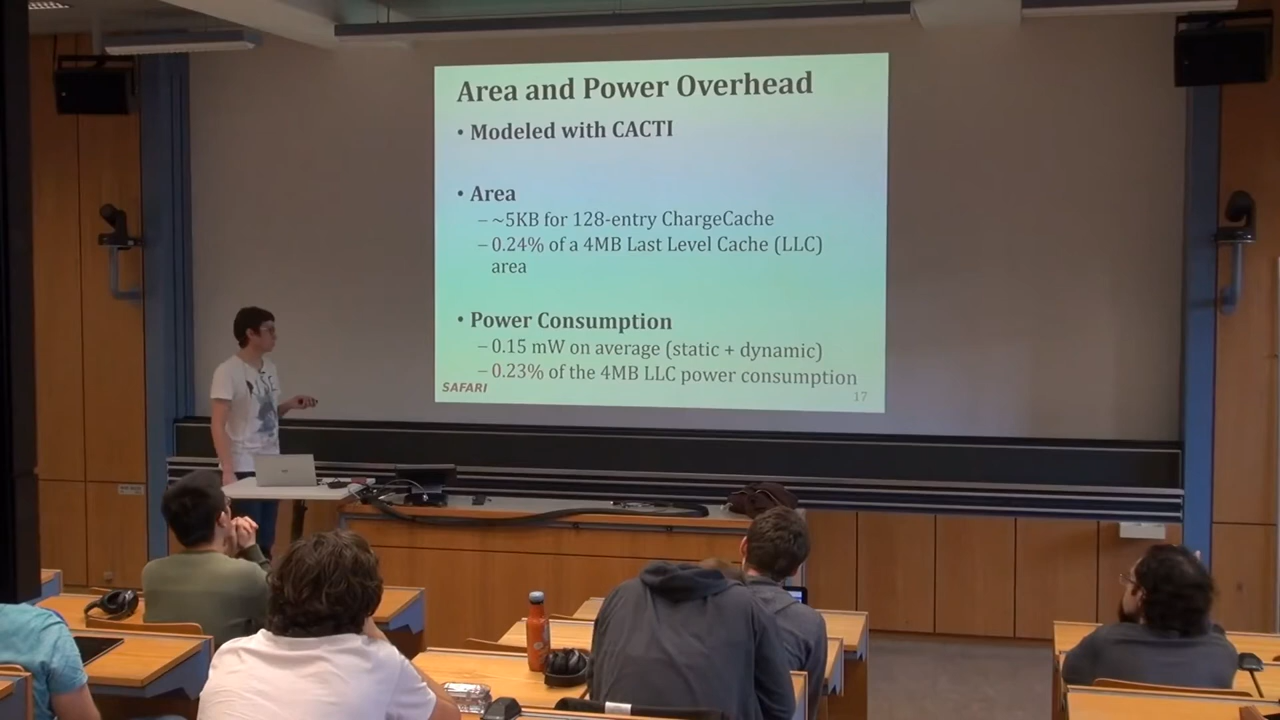 Area and Power Overhead
• Modeled with CACTI
• Area
– ~5KB for 128-entry ChargeCache
– 0.24% of a 4MB Last Level Cache (LLC)
area
• Power Consumption
– 0.15 mW on average (static + dynamic)
– 0.23% of the 4MB LLC power consumption
SAFARI
17